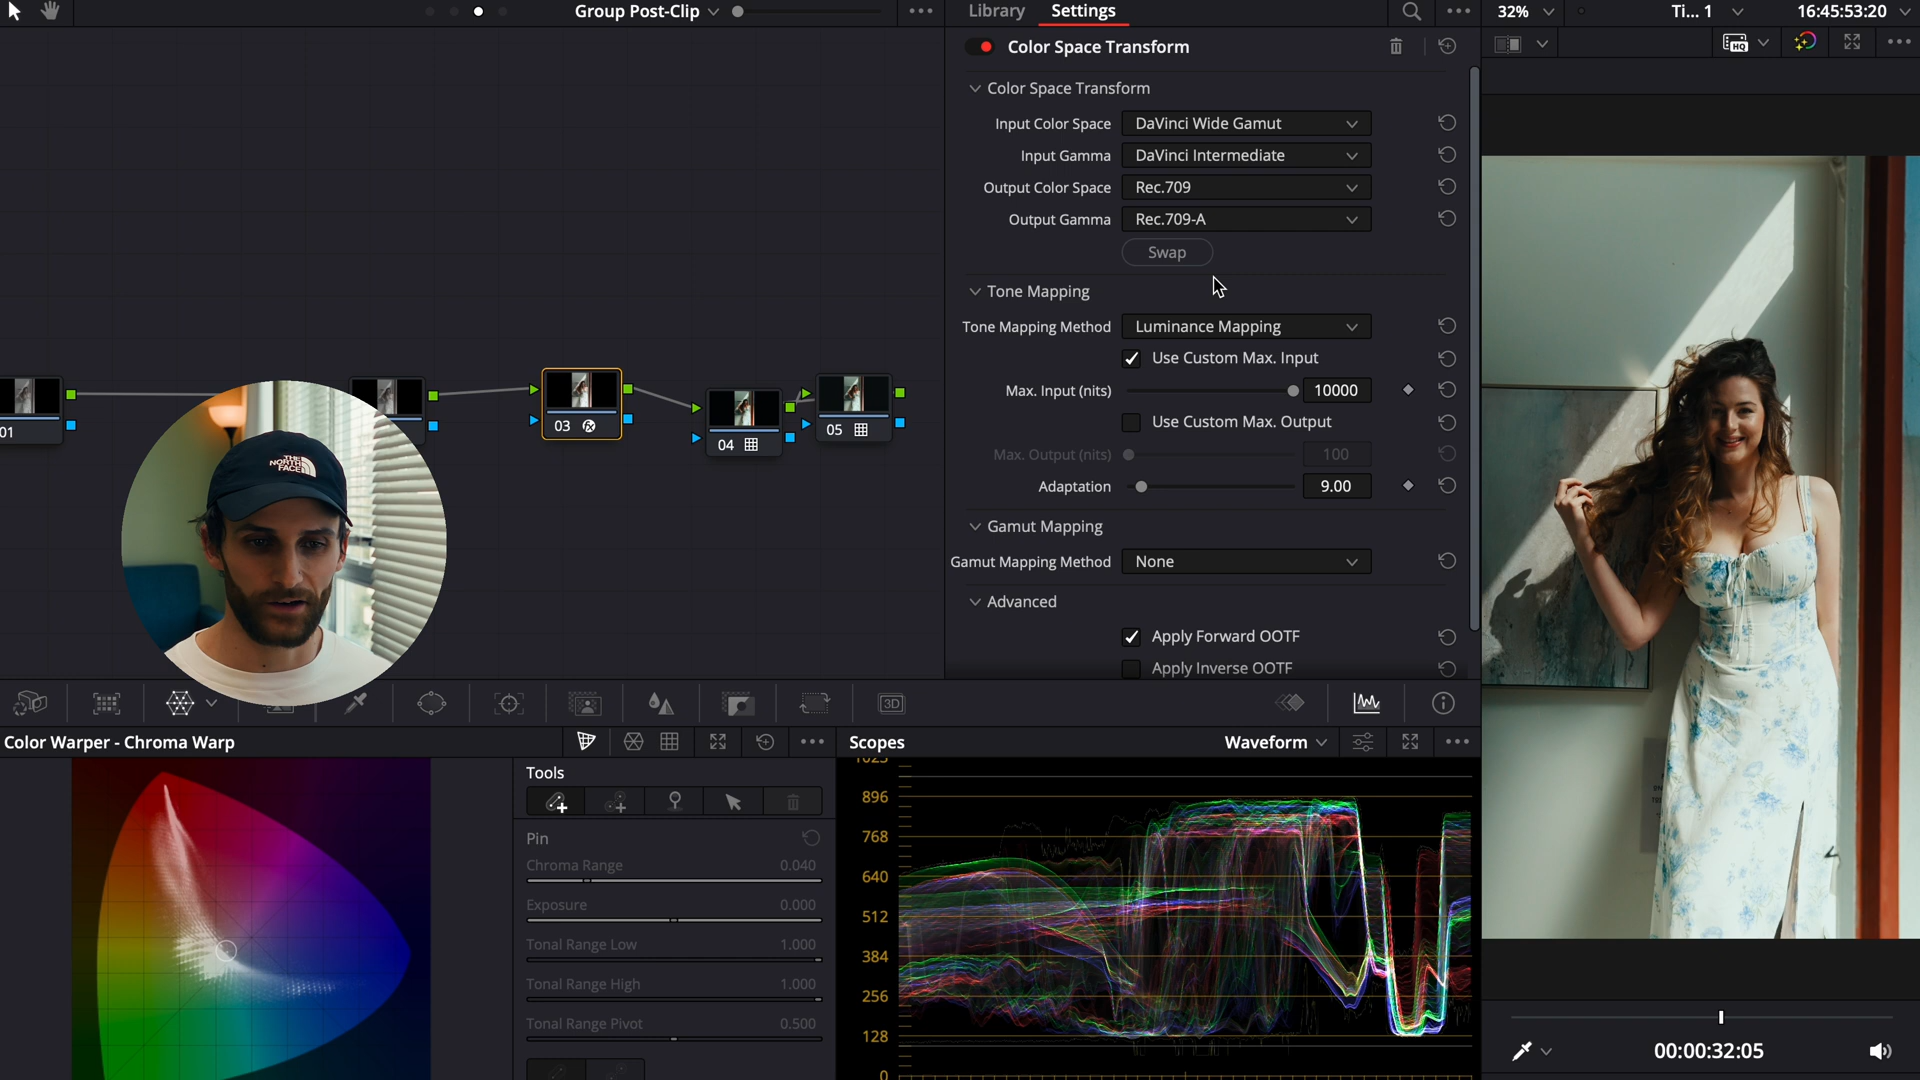 Group Post-Clip
Library
Settings
32%
Ti... 1
16:45:53:20
Color Space Transform
HQ
Color Space Transform
Input Color Space
DaVinci Wide Gamut
Input Gamma
DaVinci Intermediate
Output Color Space
Rec.709
Output Gamma
Rec.709-A
Swap
Tone Mapping
Tone Mapping Method
Luminance Mapping
Use Custom Max. Input
Max. Input (nits)
10000
Use Custom Max. Output
Max. Output (nits)
100
Adaptation
9.00
Gamut Mapping
Gamut Mapping Method
None
Advanced
Apply Forward OOTF
Apply Inverse OOTF
01
03
04
05
THE
NORTH
FACE
3D
Color Warper - Chroma Warp
Scopes
Waveform
Tools
Pin
Chroma Range
0.040
Exposure
0.000
Tonal Range Low
1.000
Tonal Range High
1.000
Tonal Range Pivot
0.500
1023
896
768
640
512
384
256
128
0
00:00:32:05